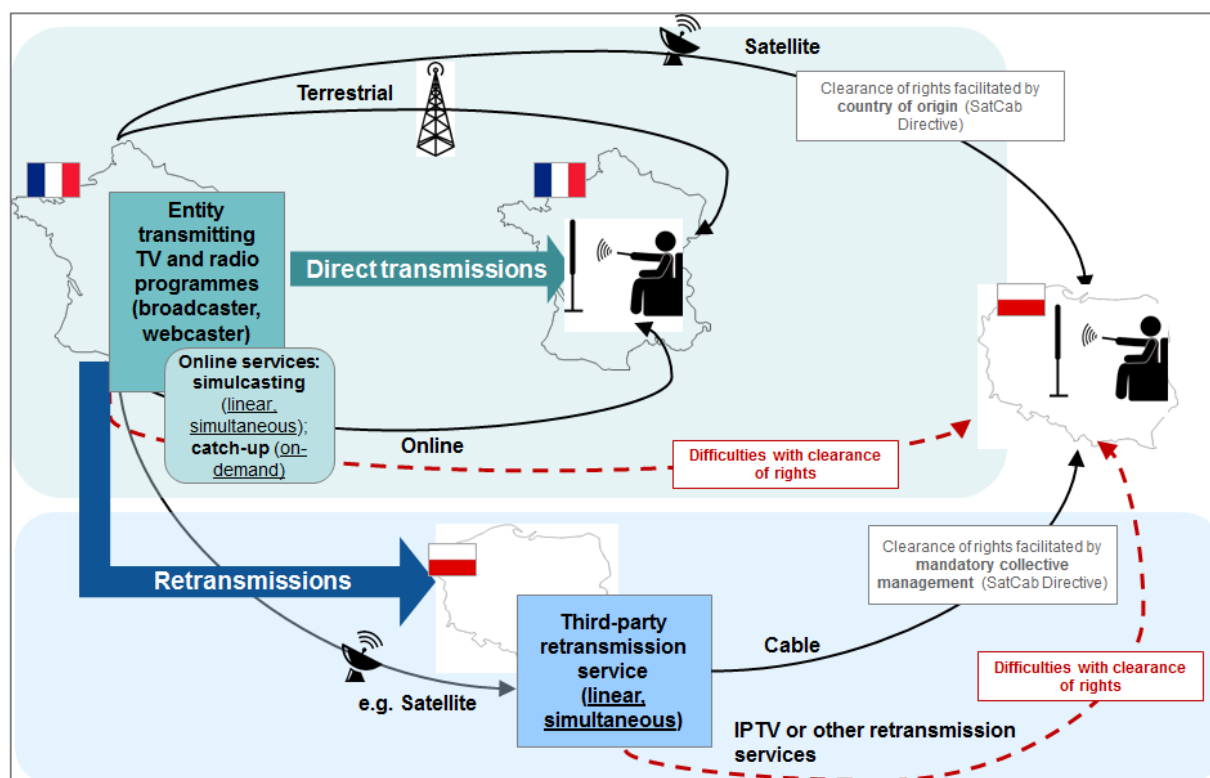 Satellite
Terrestrial
Clearance of rights facilitated by
country of origin (SatCab
Directive)
Entity
transmitting
TV and radio
programmes
(broadcaster,
webcaster)
Direct transmissions
Online services:
simulcasting
(linear,
simultaneous);
catch-up (on-
demand)
Online
Difficulties with clearance
of rights
Retransmissions
Clearance of rights facilitated by
mandatory collective
management (SatCab Directive)
Third-party
retransmission
service
(linear,
simultaneous)
Cable
Difficulties with clearance
of rights
e.g. Satellite
IPTV or other retransmission
services